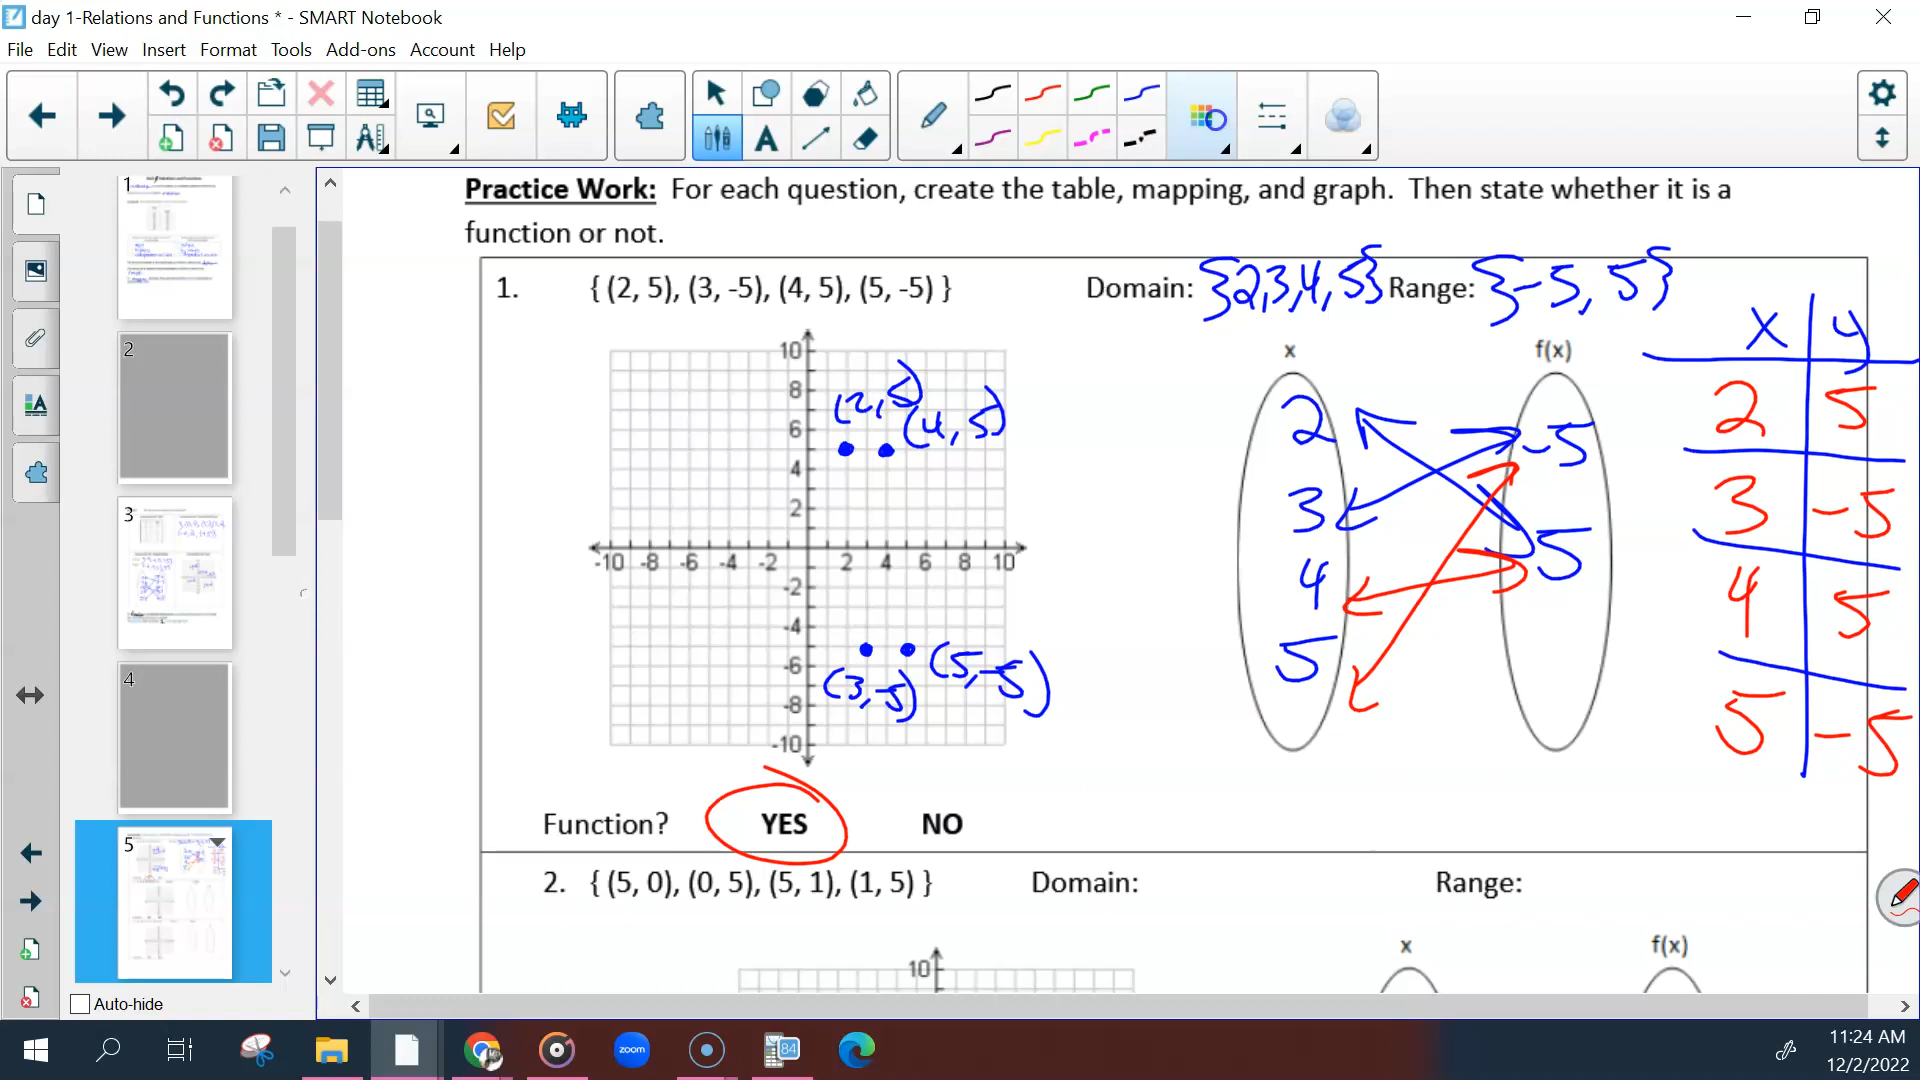 day 1-Relations and Functions * - SMART Notebook
File Edit View Insert Format Tools Add-ons Account Help
Practice Work: For each question, create the table, mapping, and graph. Then state whether it is a
function or not.
1. { (2, 5), (3, -5), (4, 5), (5, -5) } Domain: {2,3,4,5} Range: {-5, 5}
x f(x)
x y
2 5
3 -5
4 5
5 -5
2 -5
3 5
4
5
10
8
6
4
2
-10 -8 -6 -4 -2 2 4 6 8 10
-2
-4
-6
-8
-10
(2,5)
(4,5)
(3,-5)
(5,-5)
Function? YES NO
2. { (5, 0), (0, 5), (5, 1), (1, 5) } Domain: Range:
x f(x)
10
1
2
3
4
5
Auto-hide
zoom
84
11:24 AM
12/2/2022